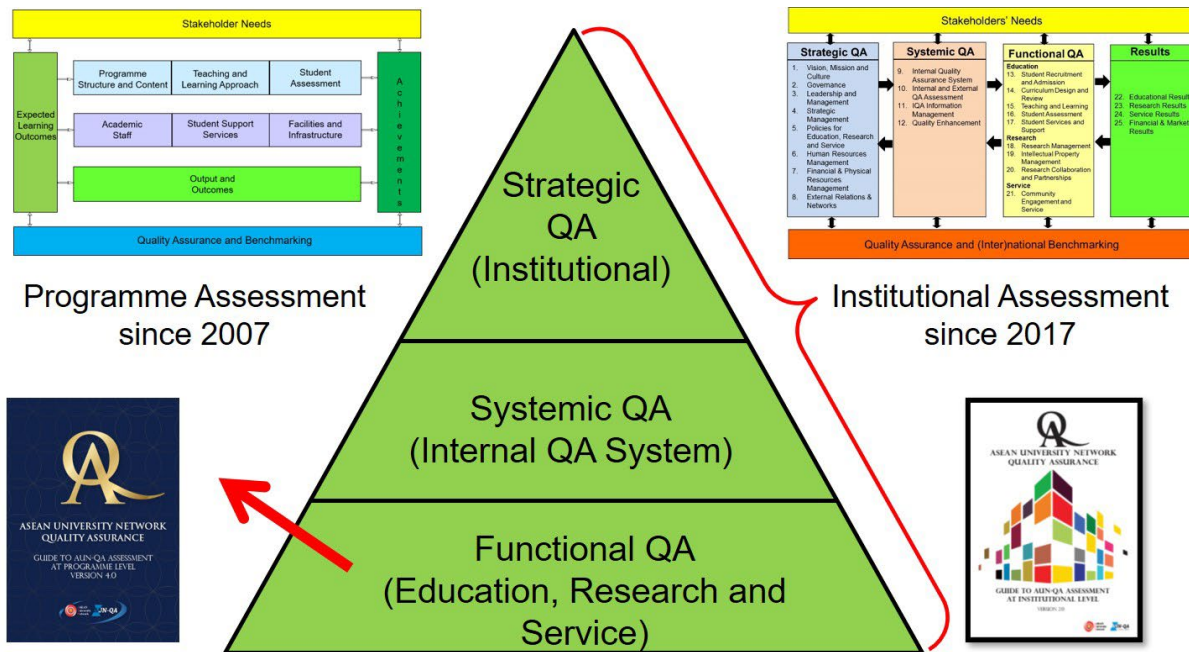 Stakeholder Needs
Expected
Learning
Outcomes
Programme
Structure and Content
Teaching and
Learning Approach
Student
Assessment
Academic
Staff
Student Support
Services
Facilities and
Infrastructure
Output and
Outcomes
Achievements
Quality Assurance and Benchmarking
Programme Assessment
since 2007
QA
ASEAN UNIVERSITY NETWORK
QUALITY ASSURANCE
GUIDE TO AUN-QA ASSESSMENT
AT PROGRAMME LEVEL
VERSION 4.0
Strategic
QA
(Institutional)
Systemic QA
(Internal QA System)
Functional QA
(Education, Research and
Service)
Stakeholders' Needs
Strategic QA
1. Vision, Mission and
Culture
2. Governance
3. Leadership and
Management
4. Strategic
Management
5. Policies for
Education, Research
and Service
6. Human Resources
Management
7. Financial & Physical
Resources
Management
8. External Relations &
Networks
Systemic QA
9. Internal Quality
Assurance System
10. Internal and External
QA Assessment
11. IQA Information
Management
12. Quality Enhancement
Functional QA
Education
13. Student Recruitment
and Admission
14. Curriculum Design and
Review
15. Teaching and Learning
16. Student Assessment
17. Student Services and
Support
Research
18. Research Management
19. Intellectual Property
Management
20. Research Collaboration
and Partnerships
Service
21. Community
Engagement and
Service
Results
22. Educational Results
23. Research Results
24. Service Results
25. Financial & Market
Results
Quality Assurance and (Inter)national Benchmarking
Institutional Assessment
since 2017
QA
ASEAN UNIVERSITY NETWORK
QUALITY ASSURANCE
GUIDE TO AUN-QA ASSESSMENT
AT INSTITUTIONAL LEVEL